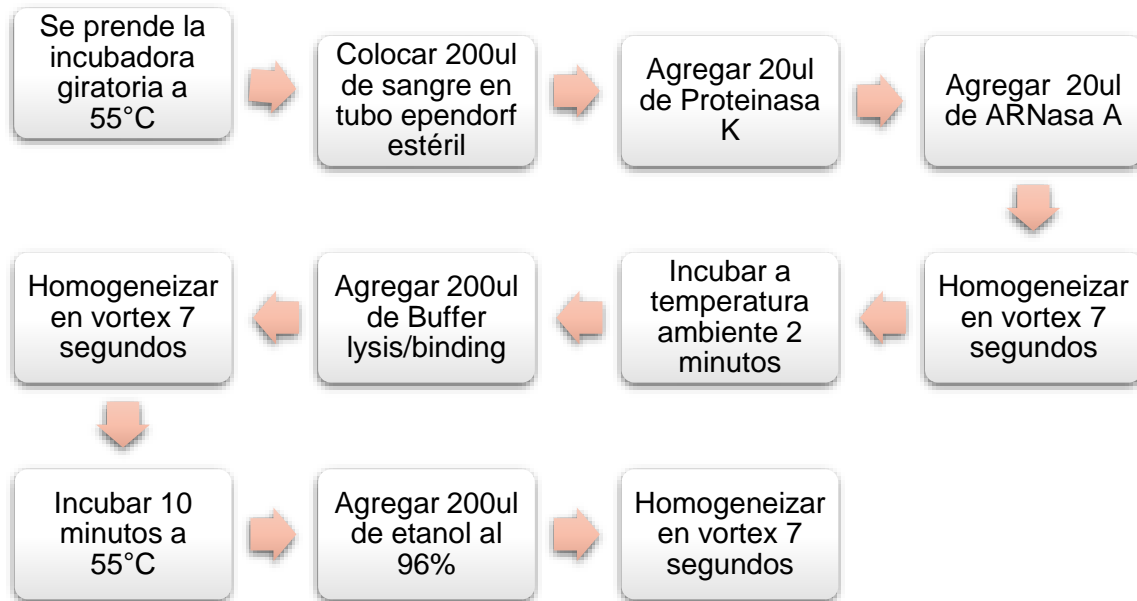 Se prende la
incubadora
giratoria a
55°C
Colocar 200ul
de sangre en
tubo ependorf
estéril
Agregar 20ul
de Proteinasa
K
Agregar  20ul
de ARNasa A
Homogeneizar
en vortex 7
segundos
Incubar a
temperatura
ambiente 2
minutos
Agregar 200ul
de Buffer
lysis/binding
Homogeneizar
en vortex 7
segundos
Incubar 10
minutos a
55°C
Agregar 200ul
de etanol al
96%
Homogeneizar
en vortex 7
segundos